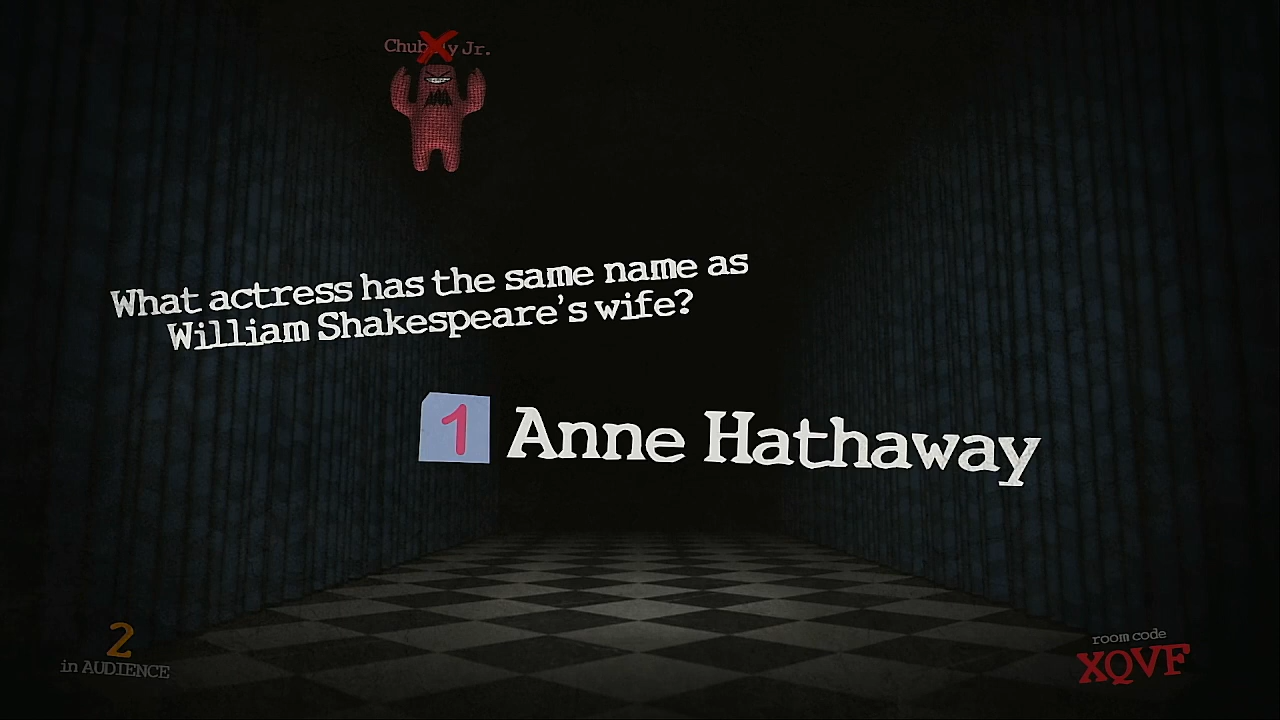 Chub y Jr.
What actress has the same name as
William Shakespeare's wife?
1 Anne Hathaway
2
in AUDIENCE
room code
XQVF